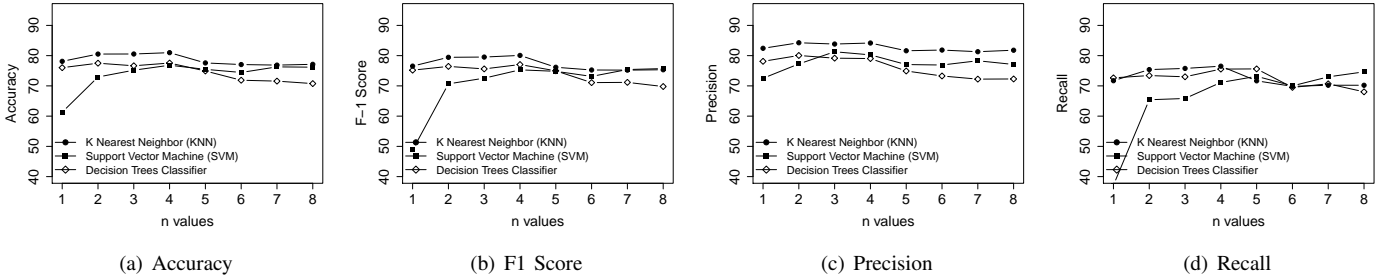 90
80
70
60
50
40
Accuracy
K Nearest Neighbor (KNN)
Support Vector Machine (SVM)
Decision Trees Classifier
1 2 3 4 5 6 7 8
n values
(a) Accuracy
90
80
70
60
50
40
F−1 Score
K Nearest Neighbor (KNN)
Support Vector Machine (SVM)
Decision Trees Classifier
1 2 3 4 5 6 7 8
n values
(b) F1 Score
90
80
70
60
50
40
Precision
K Nearest Neighbor (KNN)
Support Vector Machine (SVM)
Decision Trees Classifier
1 2 3 4 5 6 7 8
n values
(c) Precision
90
80
70
60
50
40
Recall
K Nearest Neighbor (KNN)
Support Vector Machine (SVM)
Decision Trees Classifier
1 2 3 4 5 6 7 8
n values
(d) Recall